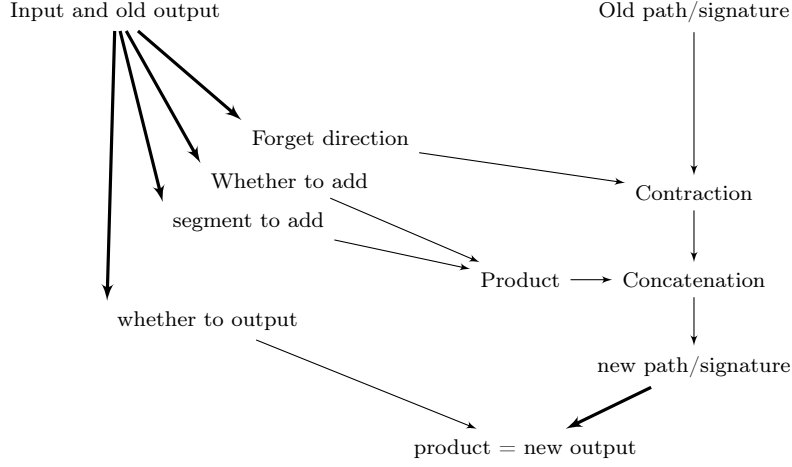 Input and old output
Old path/signature
Forget direction
Whether to add
Contraction
segment to add
Product
Concatenation
whether to output
new path/signature
product = new output